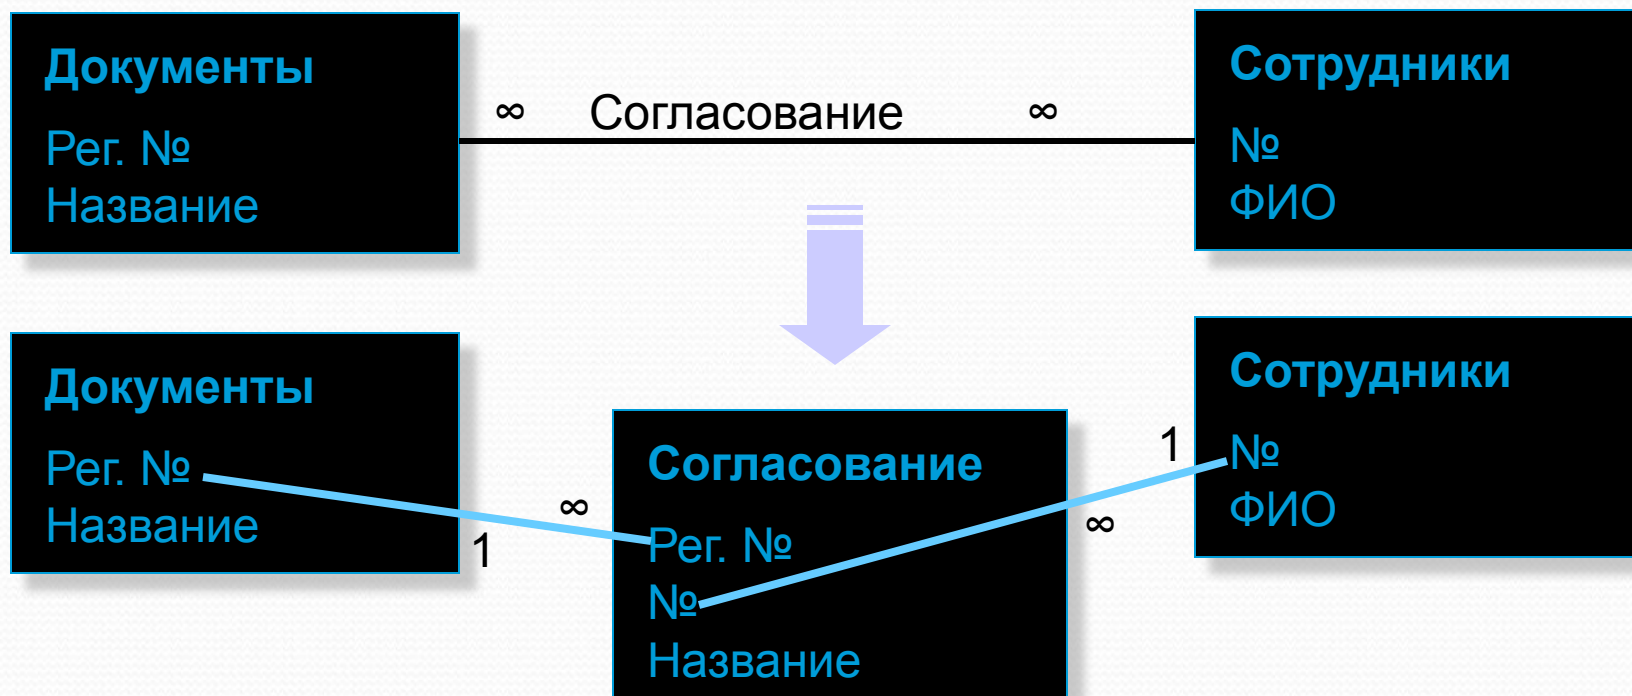 Документы
Рег. №
Название
∞ Согласование ∞
Сотрудники
№
ФИО
Документы
Рег. №
Название
1
∞
Согласование
Рег. №
№
Название
∞
1
Сотрудники
№
ФИО